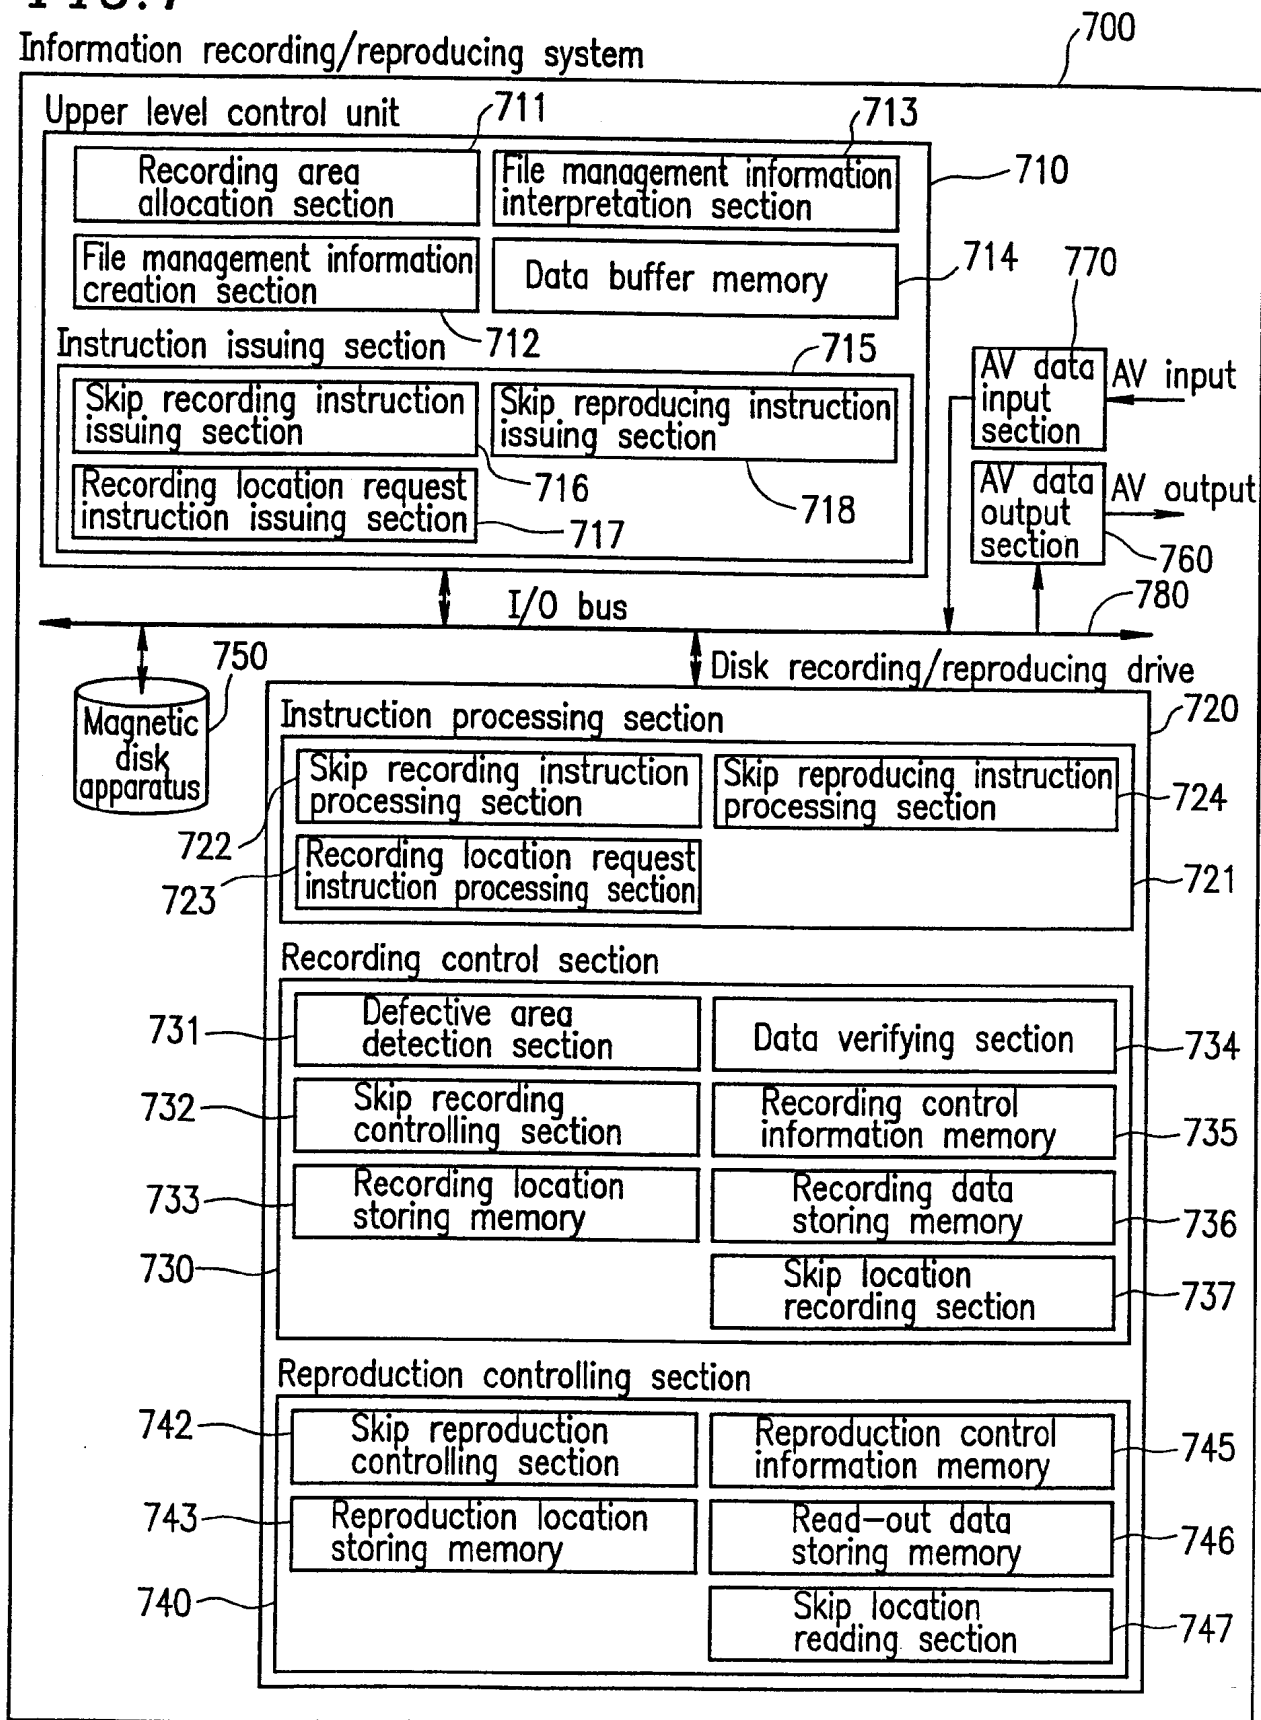 FIG.7
700
Information recording/reproducing system
Upper level control unit
711
713
710
Recording area
allocation section
File management information
interpretation section
File management information
creation section
Data buffer memory
714
770
712
Instruction issuing section
715
Skip recording instruction
issuing section
Skip reproducing instruction
issuing section
716
718
Recording location request
instruction issuing section
717
AV data
input
section
AV input
AV data
output
section
AV output
760
I/O bus
780
750
Magnetic
disk
apparatus
Disk recording/reproducing drive
720
Instruction processing section
Skip recording instruction
processing section
Skip reproducing instruction
processing section
724
722
Recording location request
instruction processing section
723
721
Recording control section
731
Defective area
detection section
Data verifying section
734
732
Skip recording
controlling section
Recording control
information memory
735
733
Recording location
storing memory
Recording data
storing memory
736
730
Skip location
recording section
737
Reproduction controlling section
742
Skip reproduction
controlling section
Reproduction control
information memory
745
743
Reproduction location
storing memory
Read-out data
storing memory
746
740
Skip location
reading section
747